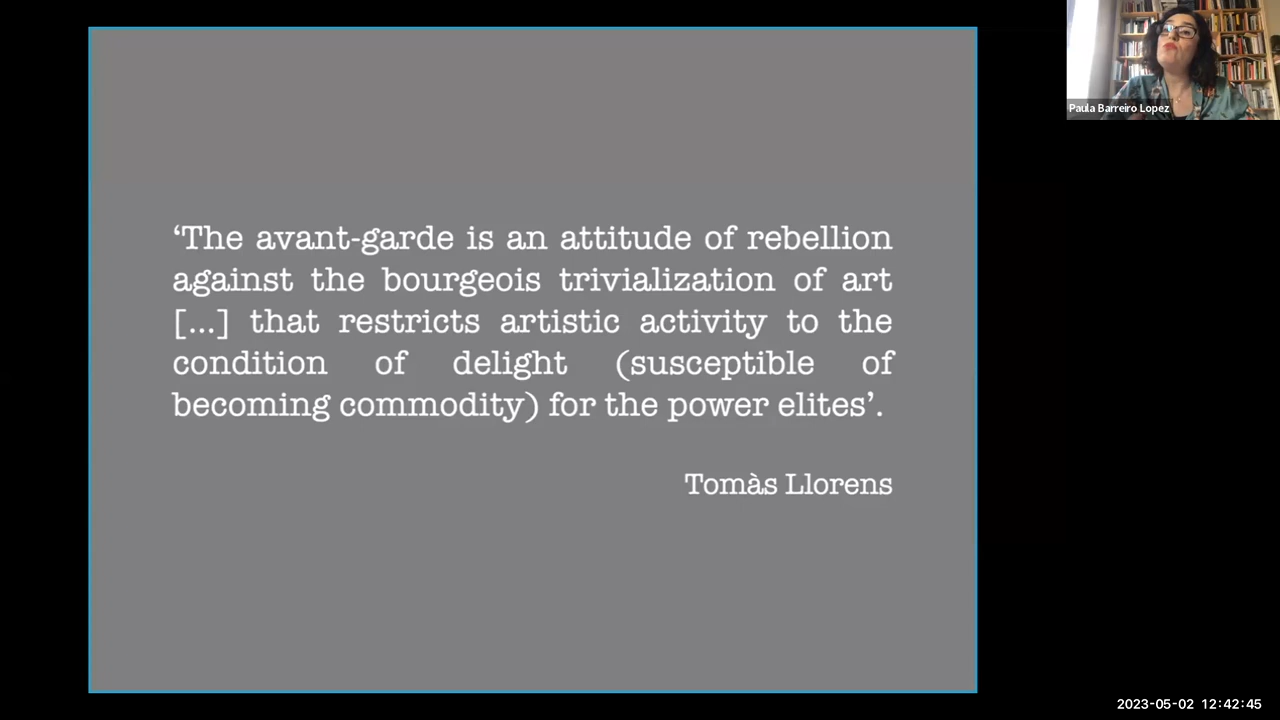 ‘The avant-garde is an attitude of rebellion
against the bourgeois trivialization of art
[...] that restricts artistic activity to the
condition of delight (susceptible of
becoming commodity) for the power elites’.
Tomàs Llorens
Paula Barreiro Lopez
2023-05-02 12:42:45